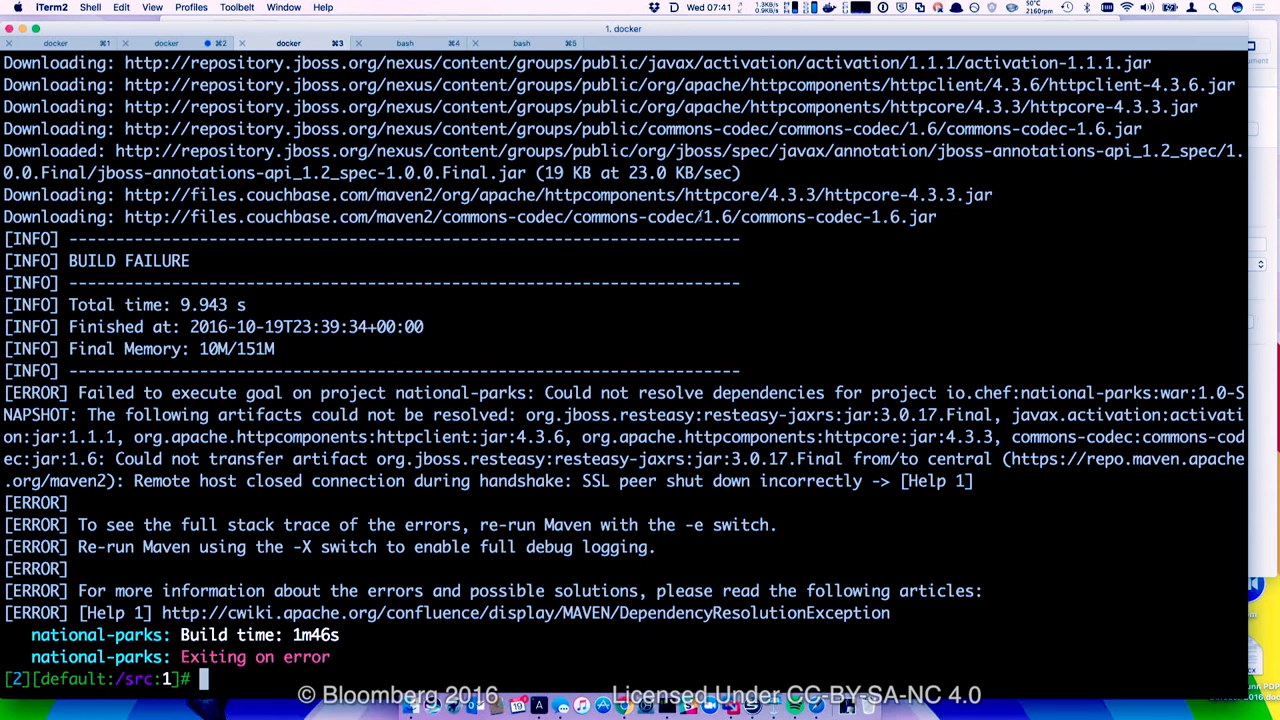 iTerm2 Shell Edit View Profiles Toolbelt Window Help
1.3KB/s 0.9KB/s 50°C 2160rpm
Wed 07:41
1. docker
docker ⌘1 docker ⌘2 docker ⌘3 bash ⌘4 bash ⌘5
Downloading: http://repository.jboss.org/nexus/content/groups/public/javax/activation/activation/1.1.1/activation-1.1.1.jar
Downloading: http://repository.jboss.org/nexus/content/groups/public/org/apache/httpcomponents/httpclient/4.3.6/httpclient-4.3.6.jar
Downloading: http://repository.jboss.org/nexus/content/groups/public/org/apache/httpcomponents/httpcore/4.3.3/httpcore-4.3.3.jar
Downloading: http://repository.jboss.org/nexus/content/groups/public/commons-codec/commons-codec/1.6/commons-codec-1.6.jar
Downloaded: http://repository.jboss.org/nexus/content/groups/public/org/jboss/spec/javax/annotation/jboss-annotations-api_1.2_spec/1.
0.0.Final/jboss-annotations-api_1.2_spec-1.0.0.Final.jar (19 KB at 23.0 KB/sec)
Downloading: http://files.couchbase.com/maven2/org/apache/httpcomponents/httpcore/4.3.3/httpcore-4.3.3.jar
Downloading: http://files.couchbase.com/maven2/commons-codec/commons-codec/1.6/commons-codec-1.6.jar
[INFO] ------------------------------------------------------------------------
[INFO] BUILD FAILURE
[INFO] ------------------------------------------------------------------------
[INFO] Total time: 9.943 s
[INFO] Finished at: 2016-10-19T23:39:34+00:00
[INFO] Final Memory: 10M/151M
[INFO] ------------------------------------------------------------------------
[ERROR] Failed to execute goal on project national-parks: Could not resolve dependencies for project io.chef:national-parks:war:1.0-S
NAPSHOT: The following artifacts could not be resolved: org.jboss.resteasy:resteasy-jaxrs:jar:3.0.17.Final, javax.activation:activati
on:jar:1.1.1, org.apache.httpcomponents:httpclient:jar:4.3.6, org.apache.httpcomponents:httpcore:jar:4.3.3, commons-codec:commons-cod
ec:jar:1.6: Could not transfer artifact org.jboss.resteasy:resteasy-jaxrs:jar:3.0.17.Final from/to central (https://repo.maven.apache
.org/maven2): Remote host closed connection during handshake: SSL peer shut down incorrectly -> [Help 1]
[ERROR]
[ERROR] To see the full stack trace of the errors, re-run Maven with the -e switch.
[ERROR] Re-run Maven using the -X switch to enable full debug logging.
[ERROR]
[ERROR] For more information about the errors and possible solutions, please read the following articles:
[ERROR] [Help 1] http://cwiki.apache.org/confluence/display/MAVEN/DependencyResolutionException
national-parks: Build time: 1m46s
national-parks: Exiting on error
[2][default:/src:1]#
© Bloomberg 2016. Licensed Under CC-BY-SA-NC 4.0